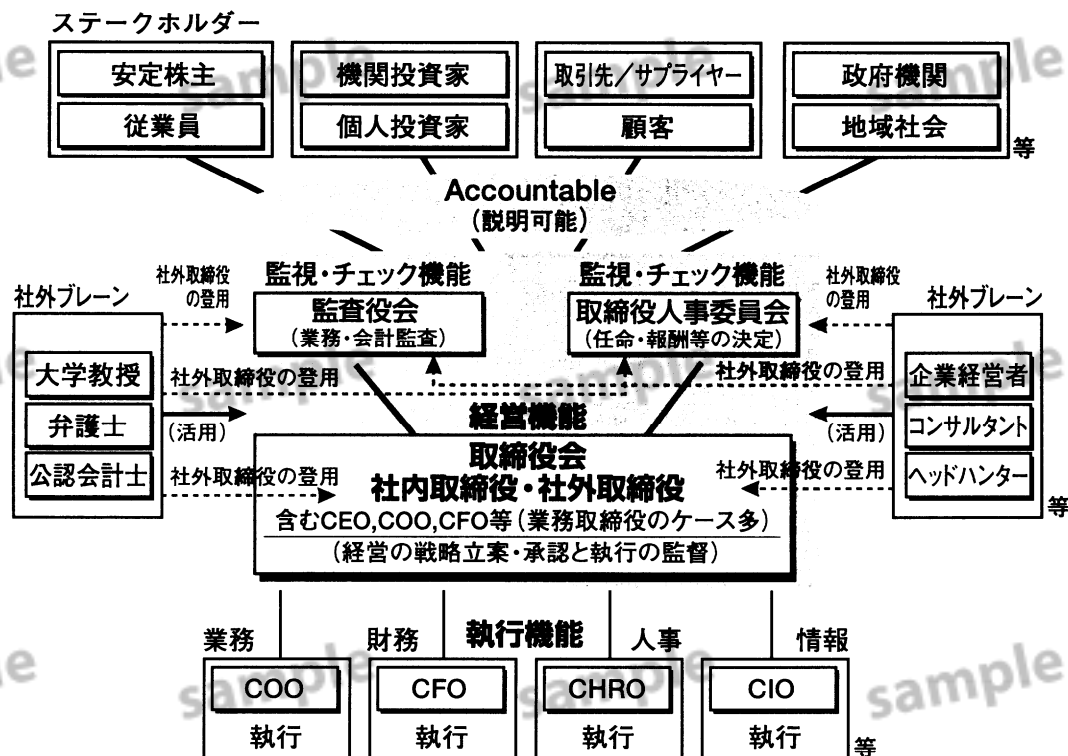 ステークホルダー
安定株主
従業員
機関投資家
個人投資家
取引先／サプライヤー
顧客
政府機関
地域社会
等
Accountable
(説明可能)
監視・チェック機能
監査役会
(業務・会計監査)
監視・チェック機能
取締役人事委員会
(任命・報酬等の決定)
社外取締役
の登用
社外取締役
の登用
社外ブレーン
大学教授
弁護士
公認会計士
社外ブレーン
企業経営者
コンサルタント
ヘッドハンター
等
社外取締役の登用
社外取締役の登用
(活用)
(活用)
社外取締役の登用
社外取締役の登用
経営機能
取締役会
社内取締役・社外取締役
含むCEO,COO,CFO等(業務取締役のケース多)
(経営の戦略立案・承認と執行の監督)
執行機能
業務
COO
執行
財務
CFO
執行
人事
CHRO
執行
情報
CIO
執行
等
sample
sample
sample
sample
sample
sample
sample